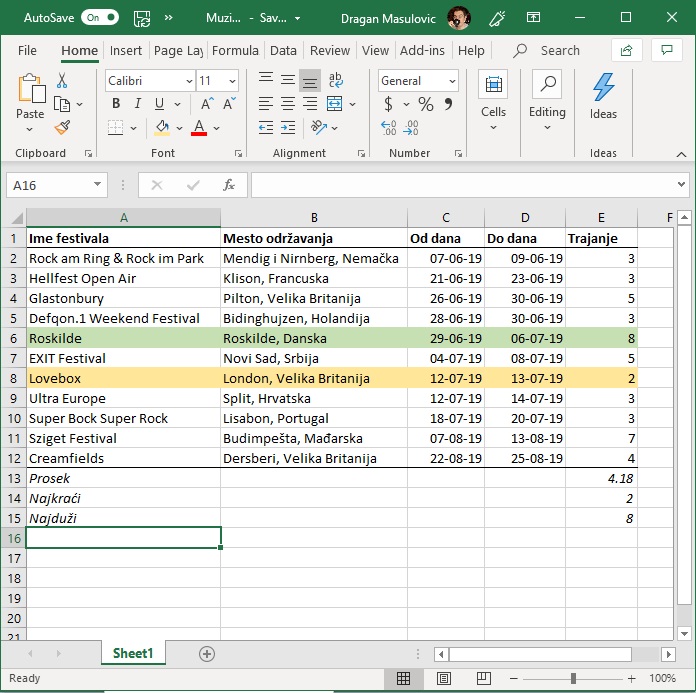 AutoSave On Muzi... - Sav... Dragan Masulovic
File Home Insert Page Lay Formula Data Review View Add-ins Help Search
Calibri 11 ab General
Paste B I U A A $ % Cells Editing Ideas
A
Clipboard Font Alignment Number Ideas
A16 fx
A B C D E F
1 Ime festivala Mesto održavanja Od dana Do dana Trajanje
2 Rock am Ring & Rock im Park Mendig i Nirnberg, Nemačka 07-06-19 09-06-19 3
3 Hellfest Open Air Klison, Francuska 21-06-19 23-06-19 3
4 Glastonbury Pilton, Velika Britanija 26-06-19 30-06-19 5
5 Defqon.1 Weekend Festival Bidinghujzen, Holandija 28-06-19 30-06-19 3
6 Roskilde Roskilde, Danska 29-06-19 06-07-19 8
7 EXIT Festival Novi Sad, Srbija 04-07-19 08-07-19 5
8 Lovebox London, Velika Britanija 12-07-19 13-07-19 2
9 Ultra Europe Split, Hrvatska 12-07-19 14-07-19 3
10 Super Bock Super Rock Lisabon, Portugal 18-07-19 20-07-19 3
11 Sziget Festival Budimpešta, Mađarska 07-08-19 13-08-19 7
12 Creamfields Dersberi, Velika Britanija 22-08-19 25-08-19 4
13 Prosek 4.18
14 Najkraći 2
15 Najduži 8
16
17
18
19
20
21
Sheet1
Ready 100%